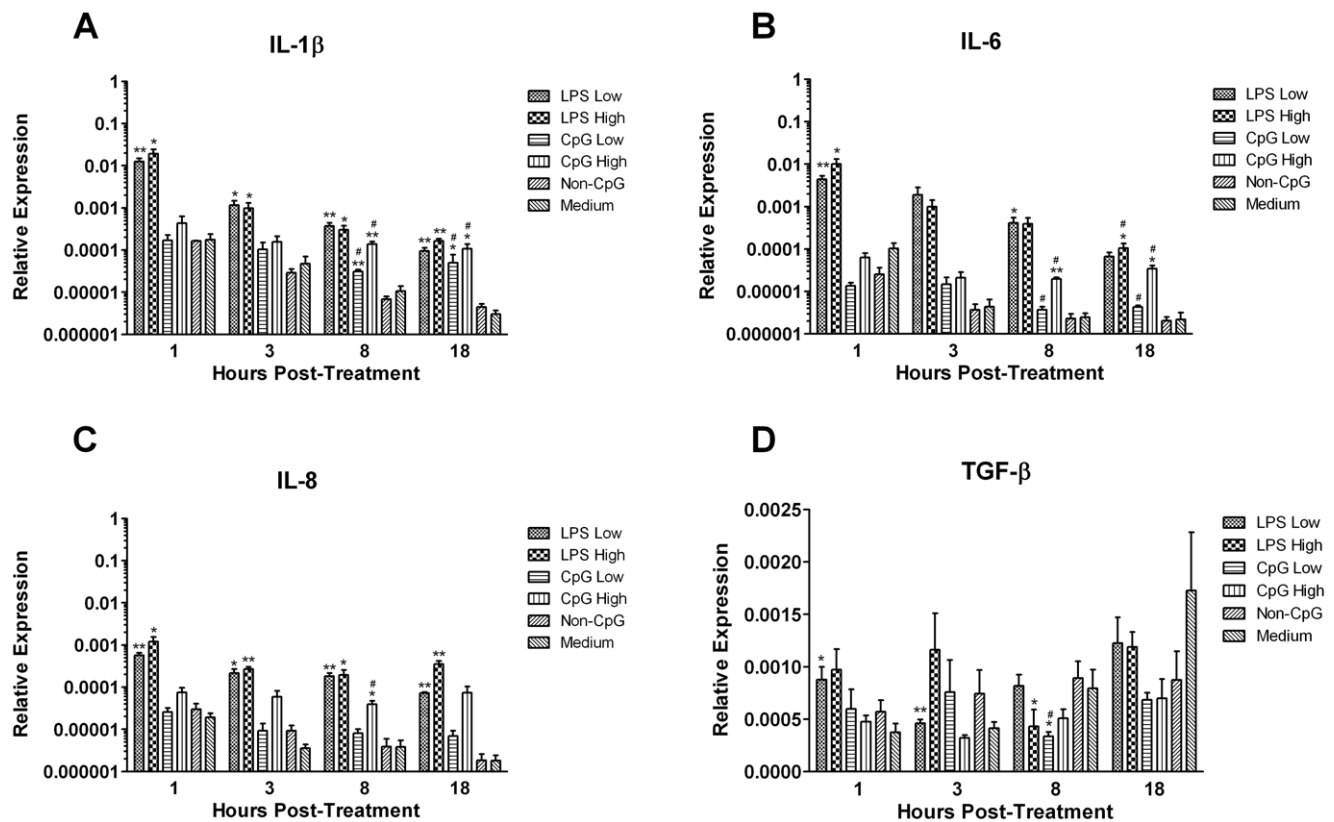 A
IL-1β
Relative Expression
1
0.1
0.01
0.001
0.0001
0.00001
0.000001
** *
* *
** * # ** # **
** ** # * # *
1 3 8 18
Hours Post-Treatment
LPS Low
LPS High
CpG Low
CpG High
Non-CpG
Medium
B
IL-6
Relative Expression
1
0.1
0.01
0.001
0.0001
0.00001
0.000001
** *
* # # **
# * # # *
1 3 8 18
Hours Post-Treatment
LPS Low
LPS High
CpG Low
CpG High
Non-CpG
Medium
C
IL-8
Relative Expression
1
0.1
0.01
0.001
0.0001
0.00001
0.000001
** *
* **
** * # *
** **
1 3 8 18
Hours Post-Treatment
LPS Low
LPS High
CpG Low
CpG High
Non-CpG
Medium
D
TGF-β
Relative Expression
0.0025
0.0020
0.0015
0.0010
0.0005
0.0000
*
**
* # *
1 3 8 18
Hours Post-Treatment
LPS Low
LPS High
CpG Low
CpG High
Non-CpG
Medium